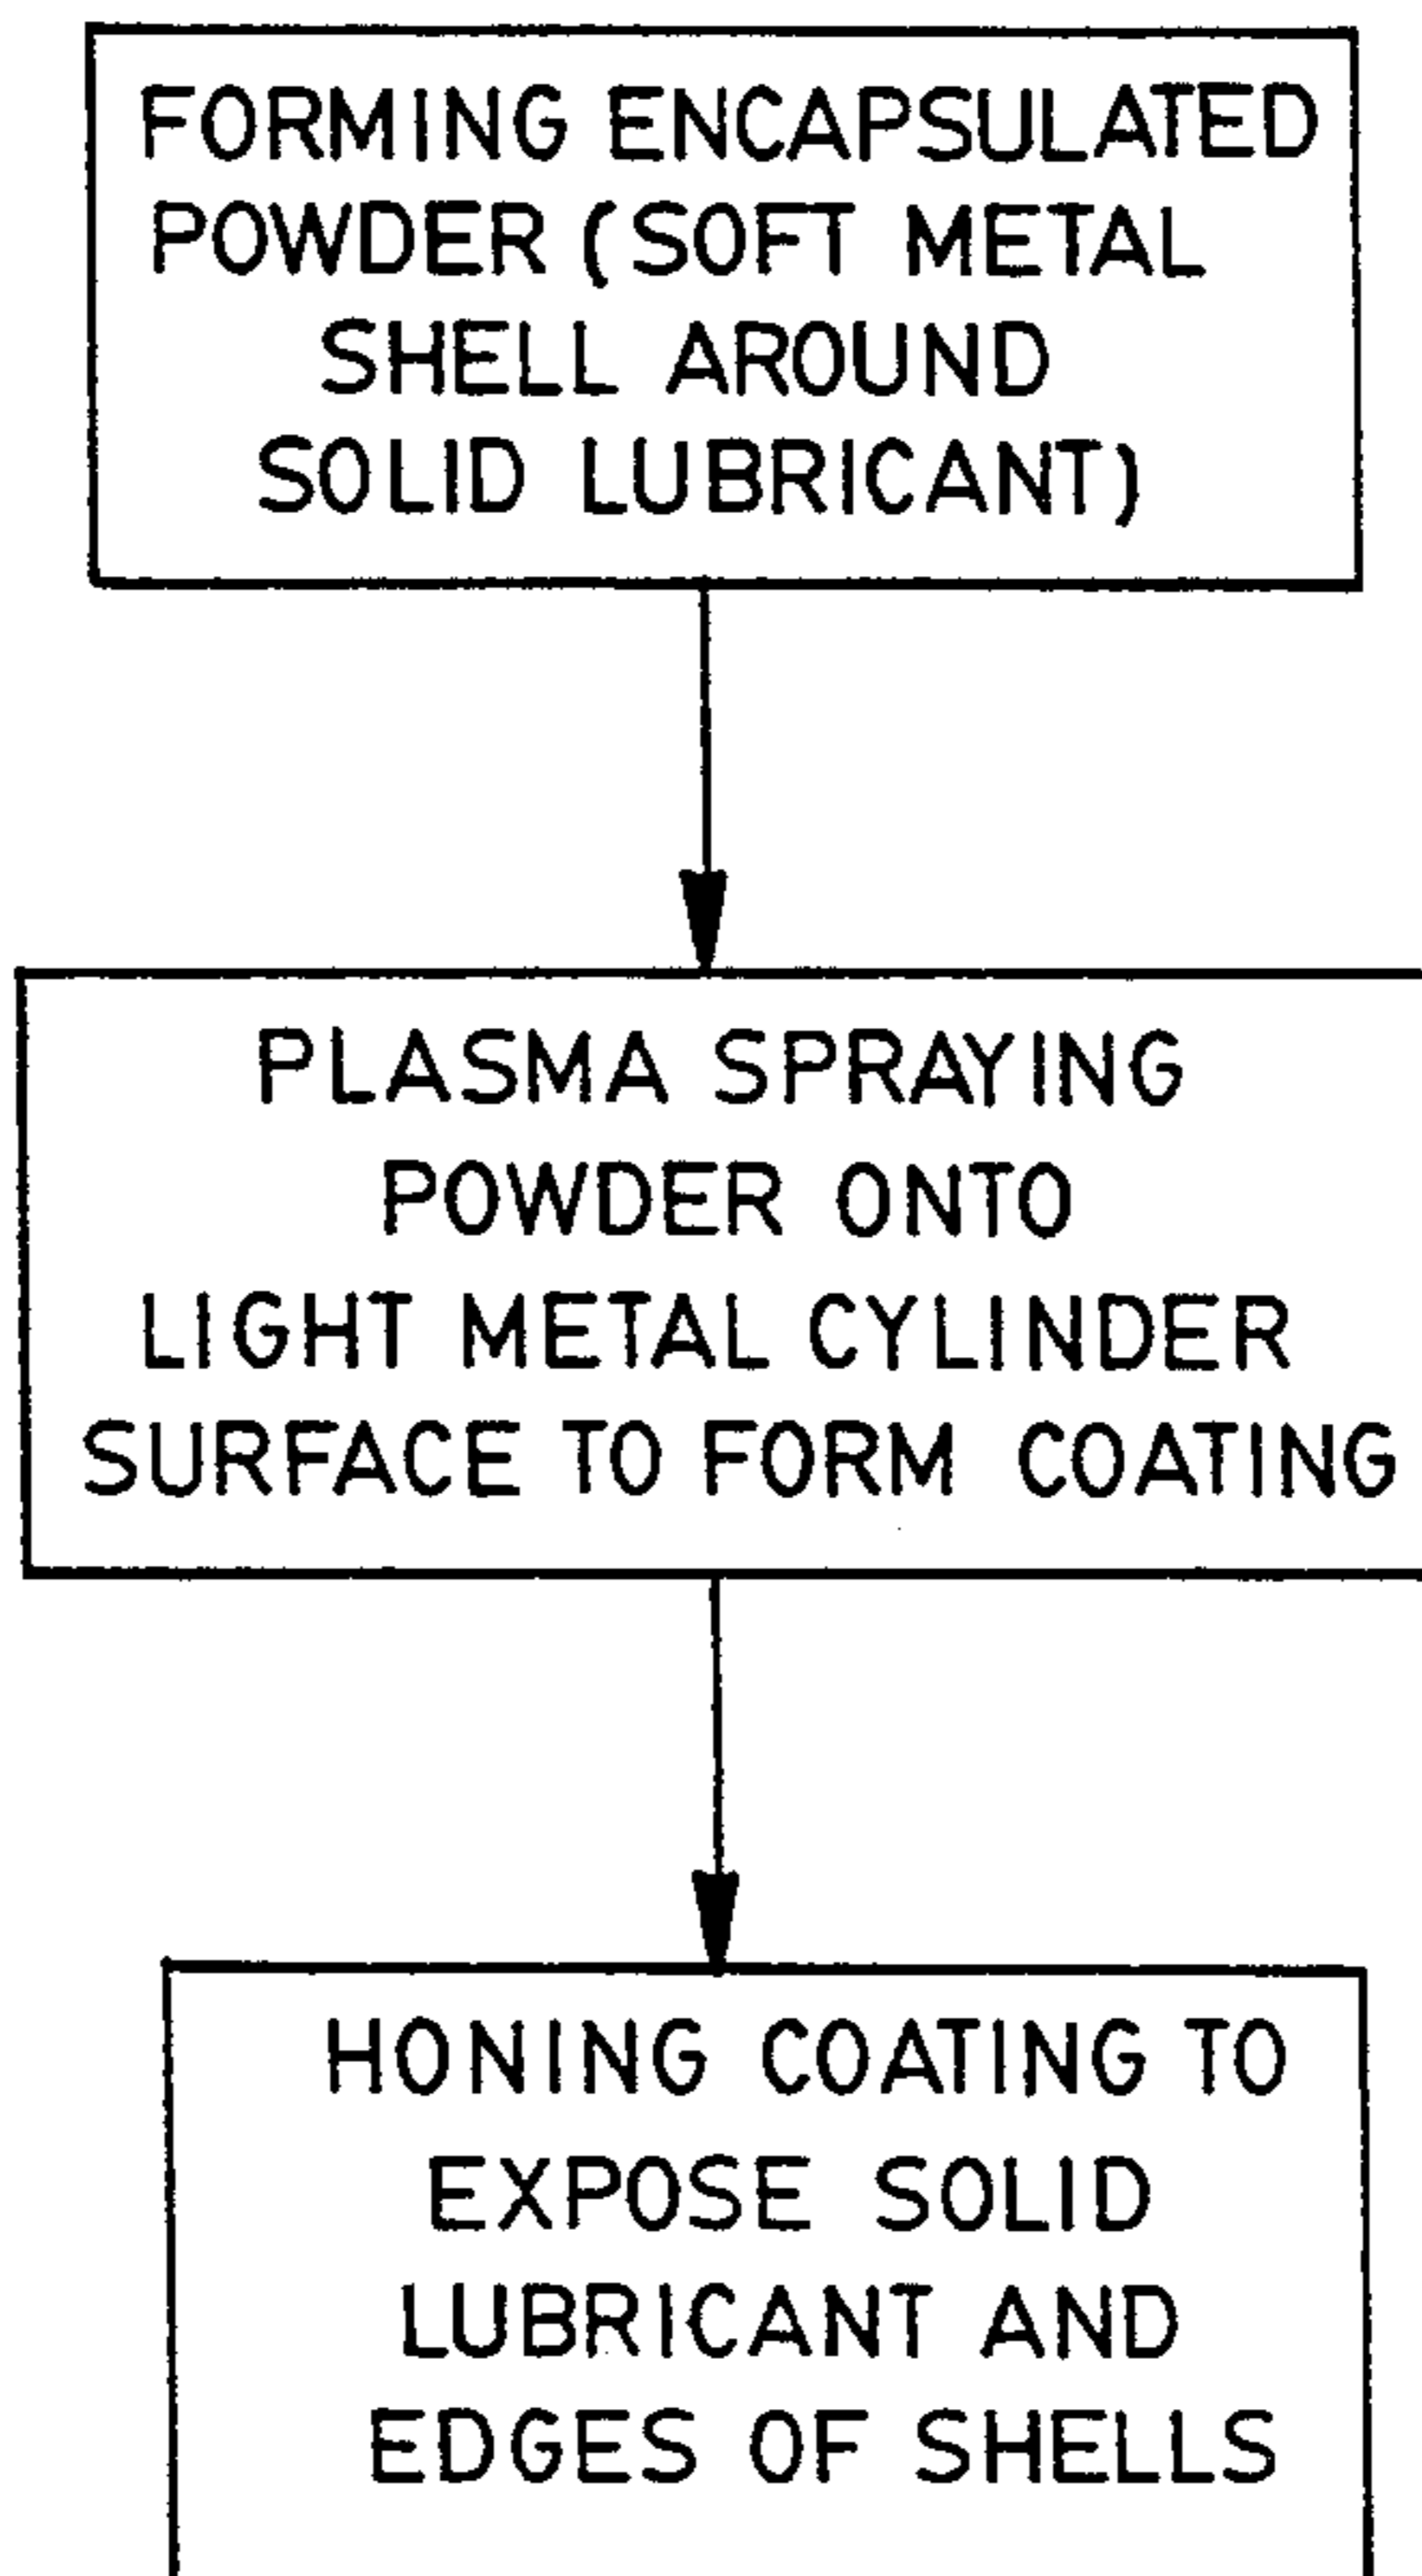 FORMING ENCAPSULATED
POWDER (SOFT METAL
SHELL AROUND
SOLID LUBRICANT)
PLASMA SPRAYING
POWDER ONTO
LIGHT METAL CYLINDER
SURFACE TO FORM COATING
HONING COATING TO
EXPOSE SOLID
LUBRICANT AND
EDGES OF SHELLS